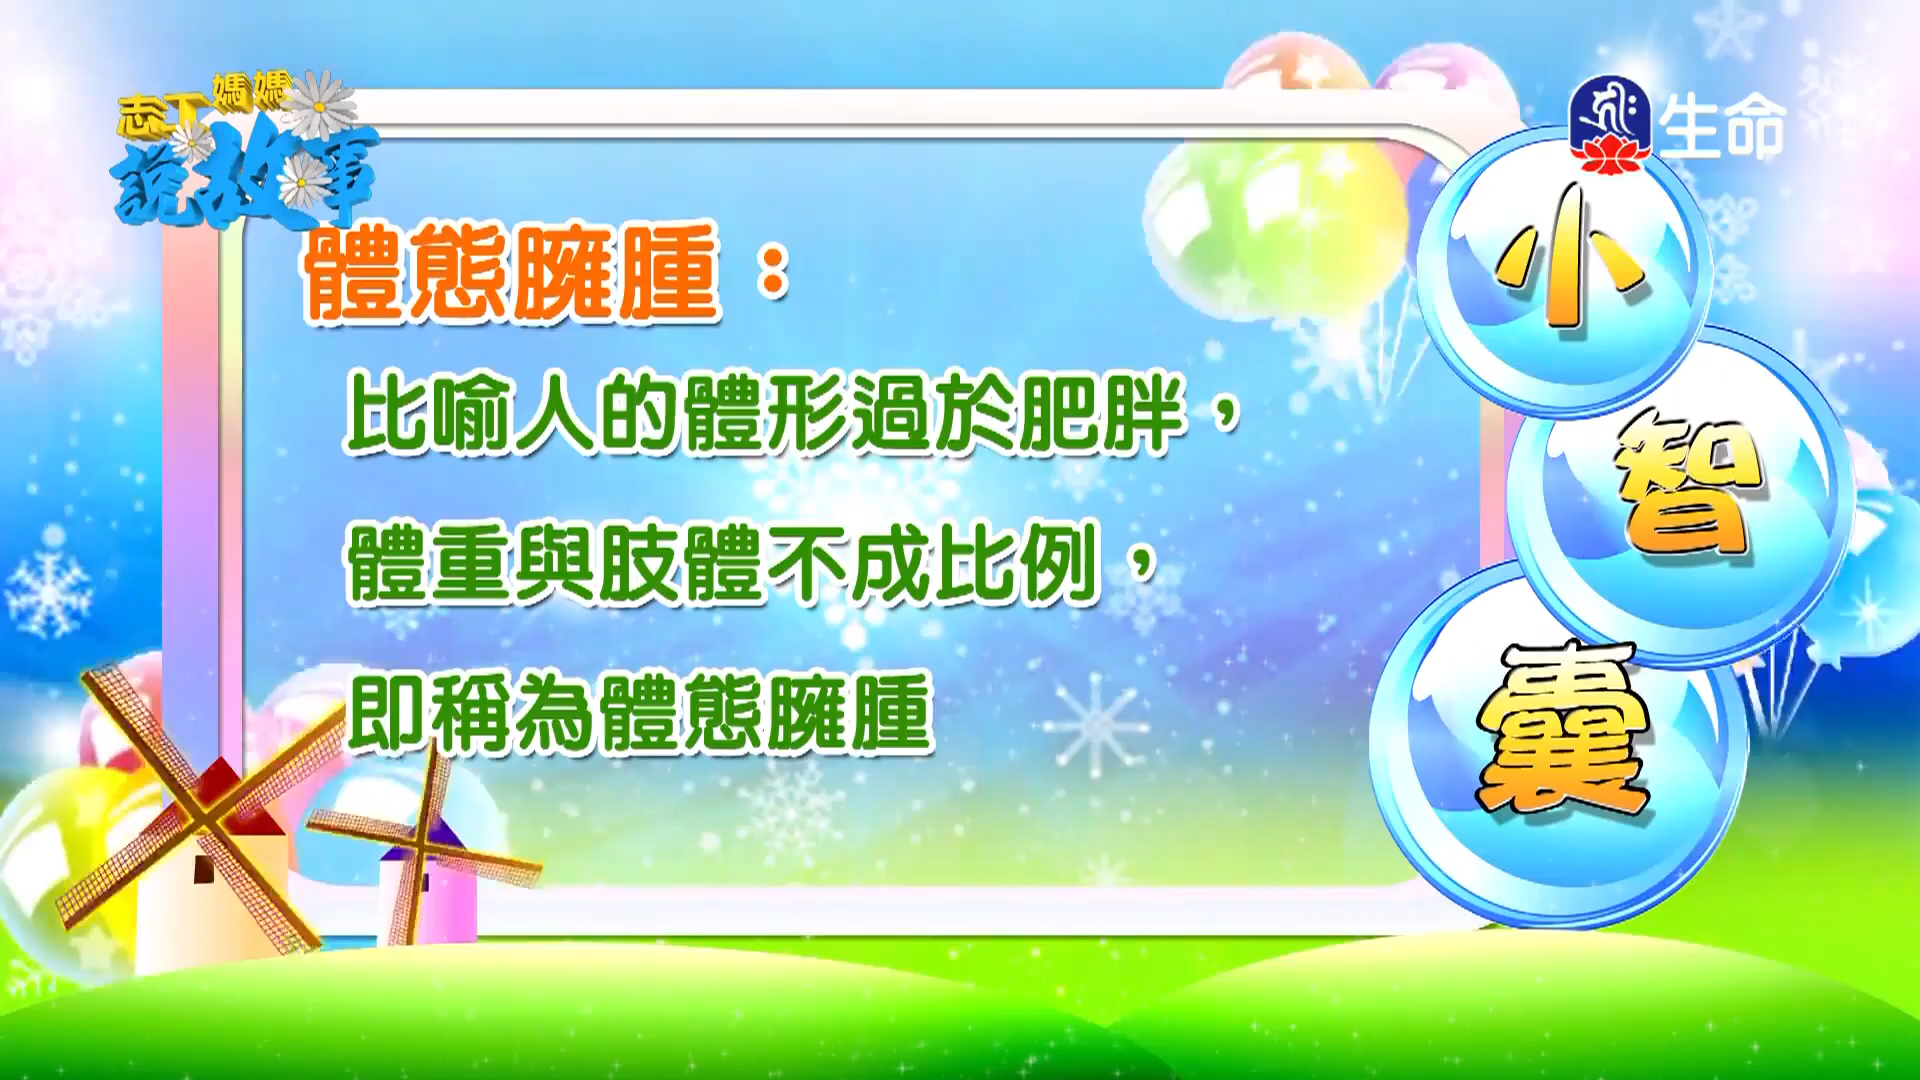 志工媽媽
說故事
生命
體態臃腫：
比喻人的體形過於肥胖，
體重與肢體不成比例，
即稱為體態臃腫
小智囊